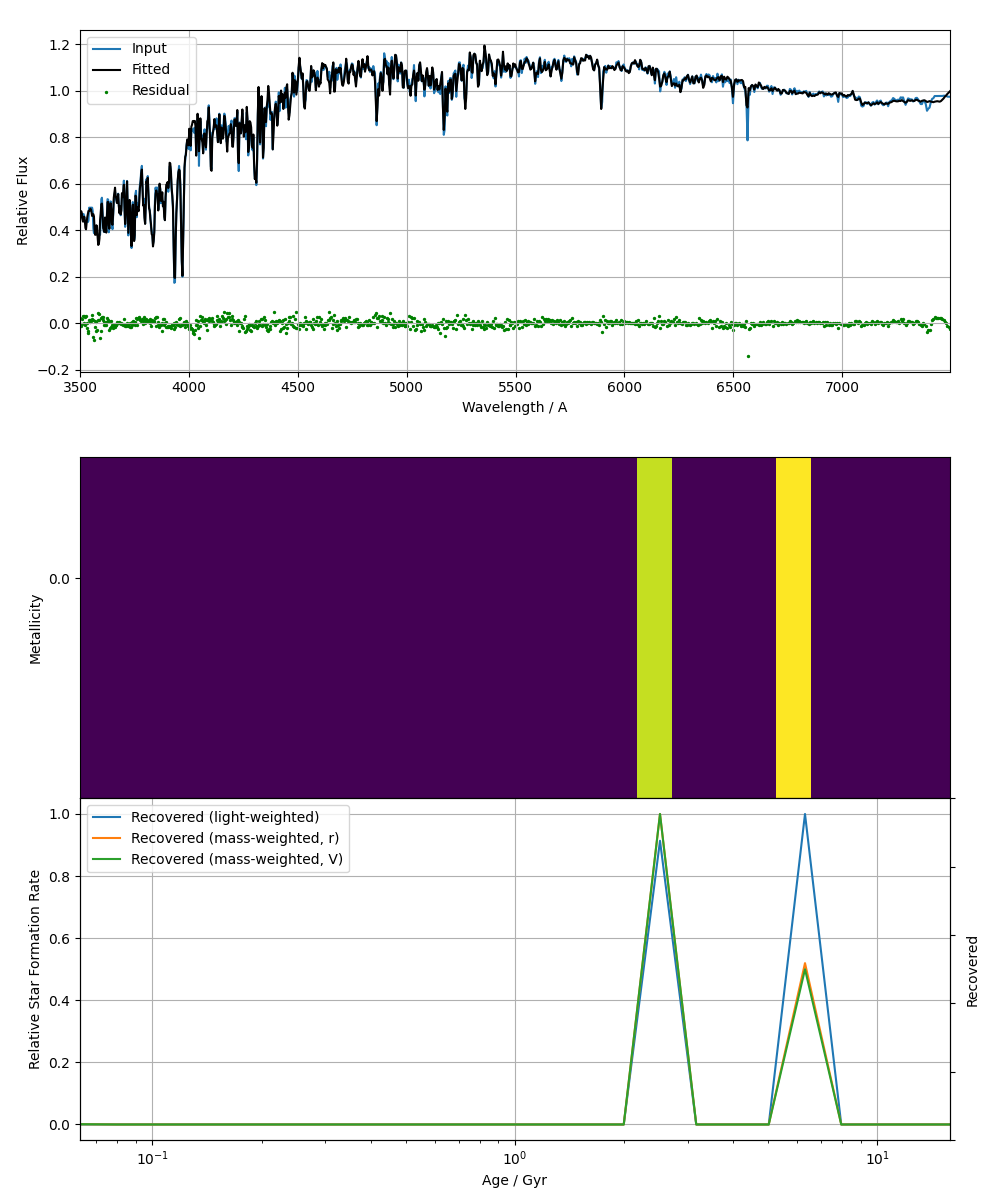 1.2
1.0
0.8
0.6
0.4
0.2
0.0
−0.2
Relative Flux
Input
Fitted
Residual
3500 4000 4500 5000 5500 6000 6500 7000
Wavelength / A
0.0
Metallicity
1.0
0.8
0.6
0.4
0.2
0.0
Relative Star Formation Rate
Recovered (light-weighted)
Recovered (mass-weighted, r)
Recovered (mass-weighted, V)
Recovered
10⁻¹ 10⁰ 10¹
Age / Gyr